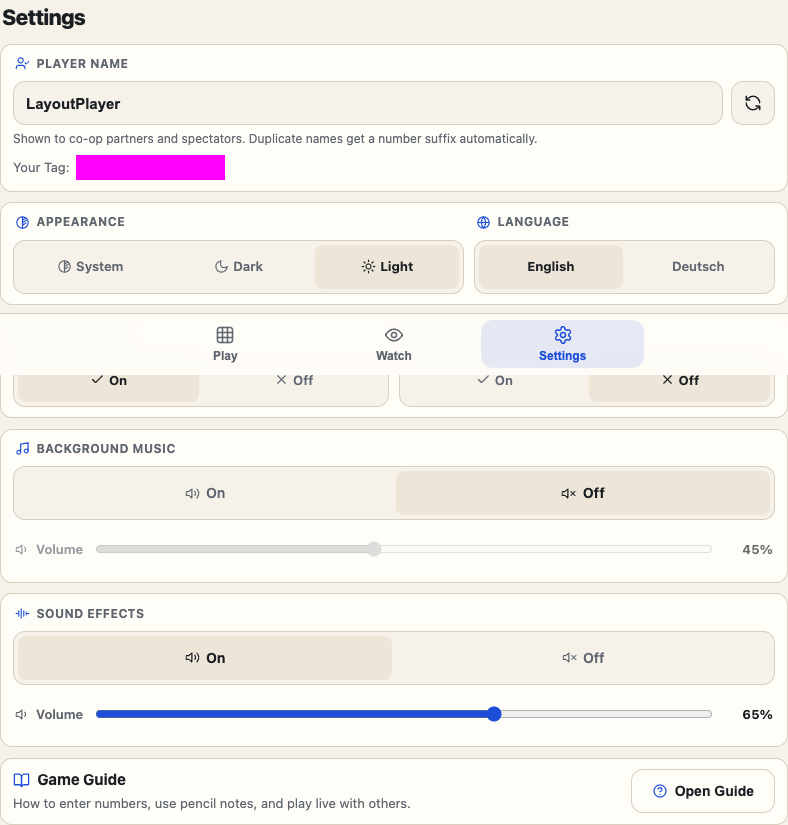 Settings
PLAYER NAME
LayoutPlayer
Shown to co-op partners and spectators. Duplicate names get a number suffix automatically.
Your Tag:
APPEARANCE LANGUAGE
System Dark Light English Deutsch
Play Watch Settings
On Off On Off
BACKGROUND MUSIC
On Off
Volume 45%
SOUND EFFECTS
On Off
Volume 65%
Game Guide
How to enter numbers, use pencil notes, and play live with others.
Open Guide